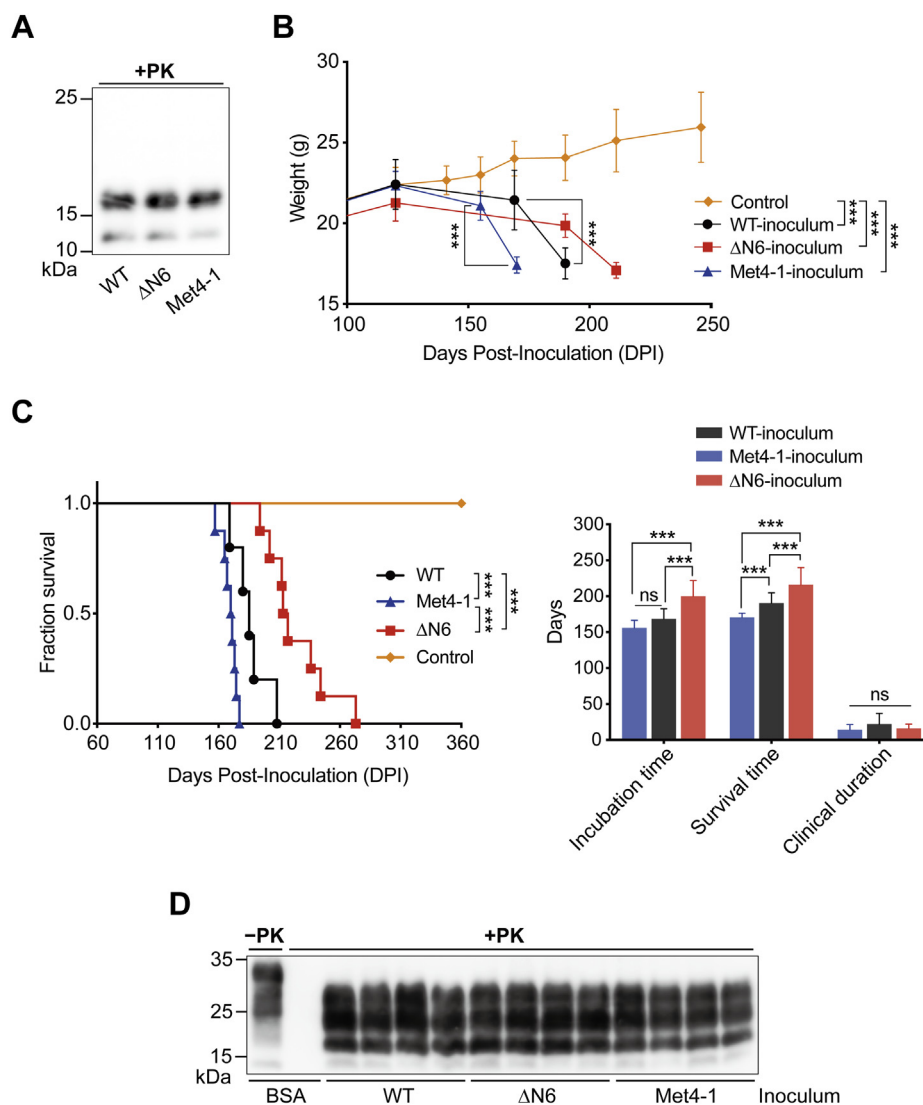 A
+PK
25
15
10
kDa
WT
ΔN6
Met4-1
B
30
25
20
15
Weight (g)
100
150
200
250
Days Post-Inoculation (DPI)
***
***
Control
WT-inoculum
ΔN6-inoculum
Met4-1-inoculum
***
***
***
C
1.0
0.5
0.0
Fraction survival
60
110
160
210
260
310
360
Days Post-Inoculation (DPI)
WT
Met4-1
ΔN6
Control
***
***
***
WT-inoculum
Met4-1-inoculum
ΔN6-inoculum
300
250
200
150
100
50
0
Days
***
***
ns
***
***
***
ns
Incubation time
Survival time
Clinical duration
D
−PK
+PK
35
25
15
kDa
BSA
WT
ΔN6
Met4-1
Inoculum